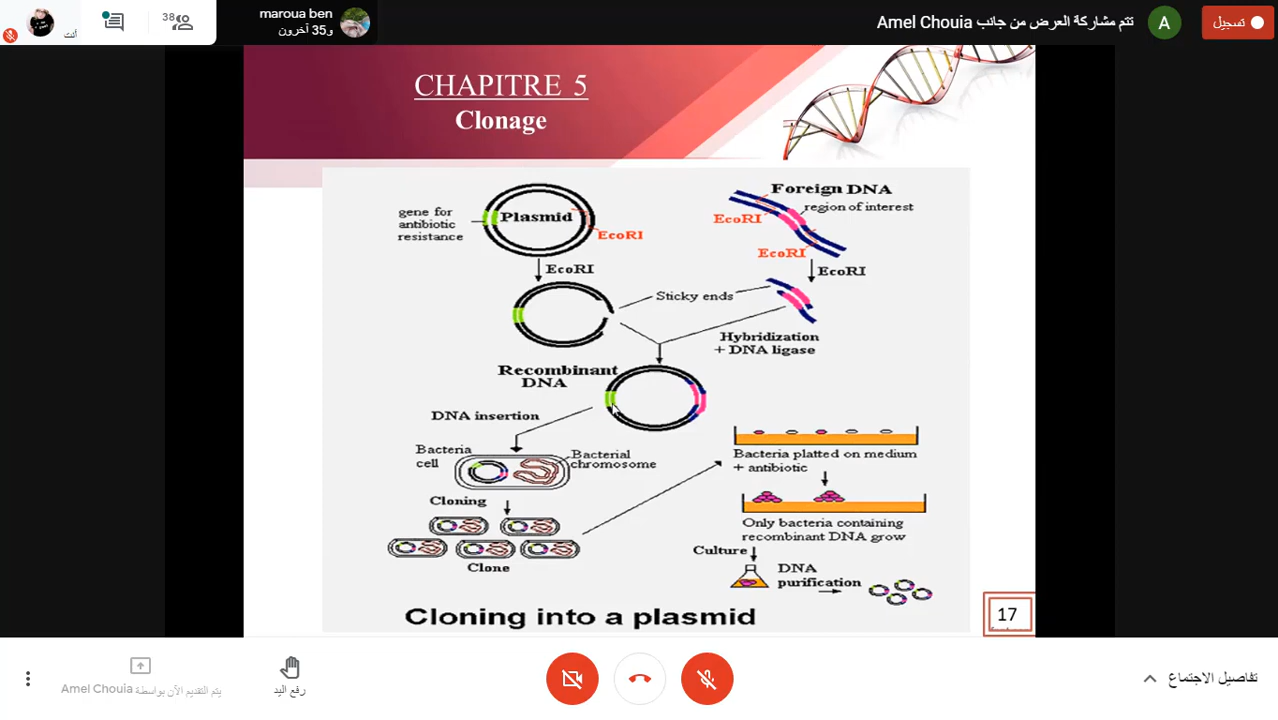 38
أنت
maroua ben
و35 آخرون
تتم مشاركة العرض من جانب Amel Chouia
A
تسجيل
CHAPITRE 5
Clonage
gene for
antibiotic
resistance
Plasmid
EcoRI
EcoRI
Foreign DNA
region of interest
EcoRI
EcoRI
EcoRI
Sticky ends
Hybridization
+ DNA ligase
Recombinant
DNA
DNA insertion
Bacteria
cell
Bacterial
chromosome
Cloning
Clone
Bacteria platted on medium
+ antibiotic
Only bacteria containing
recombinant DNA grow
Culture
DNA
purification
Cloning into a plasmid
17
يتم التقديم الآن بواسطة Amel Chouia
رفع اليد
تفاصيل الاجتماع